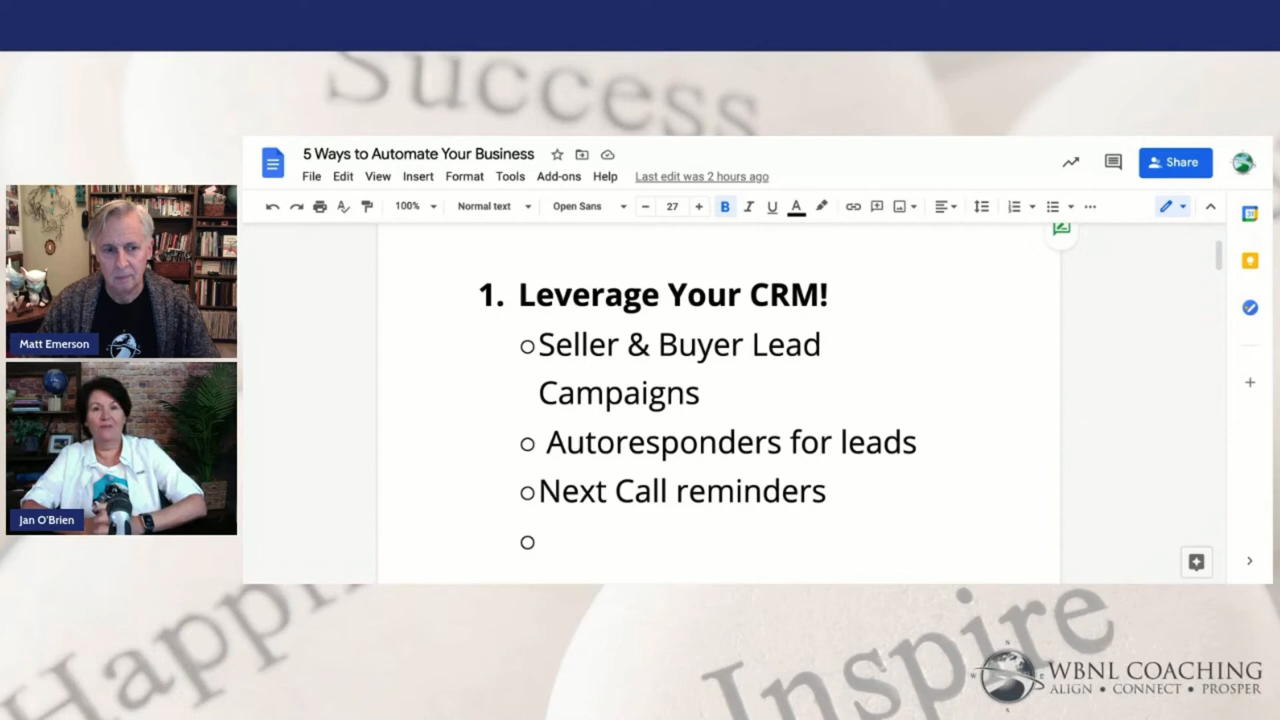 Success
5 Ways to Automate Your Business
File Edit View Insert Format Tools Add-ons Help Last edit was 2 hours ago
Share
100% Normal text Open Sans - 27 + B I U A
1. Leverage Your CRM!
○Seller & Buyer Lead
Campaigns
○ Autoresponders for leads
○Next Call reminders
○
Matt Emerson
Jan O'Brien
Happi
Inspire
WBNL COACHING
ALIGN • CONNECT • PROSPER